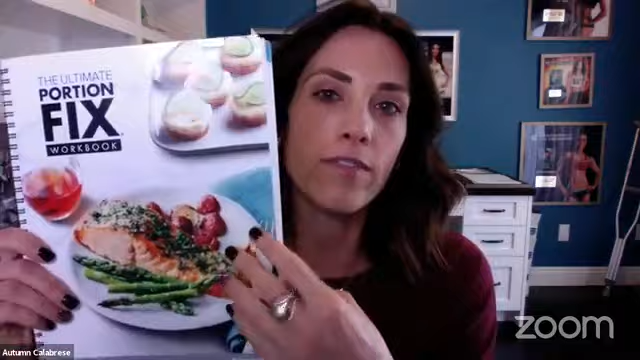 THE ULTIMATE
PORTION
FIX
WORKBOOK
Autumn Calabrese
zoom